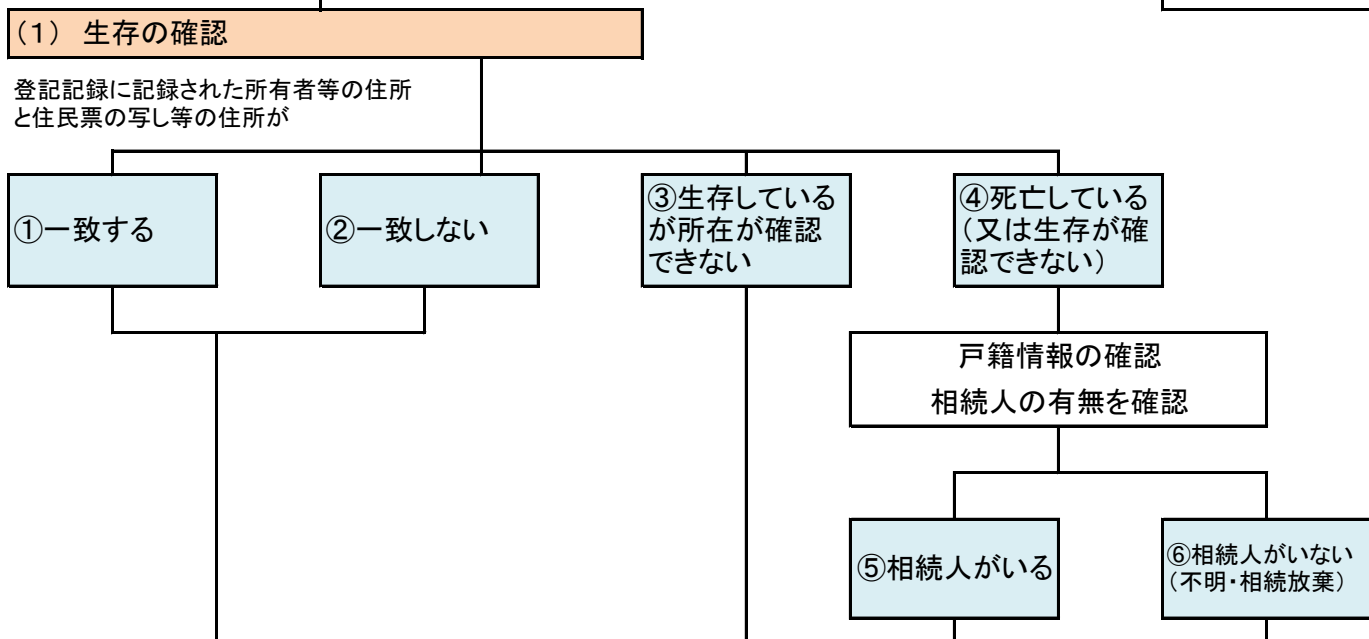 (1) 生存の確認
登記記録に記録された所有者等の住所
と住民票の写し等の住所が
①一致する
②一致しない
③生存している
が所在が確認
できない
④死亡している
(又は生存が確
認できない)
戸籍情報の確認
相続人の有無を確認
⑤相続人がいる
⑥相続人がいない
(不明・相続放棄)